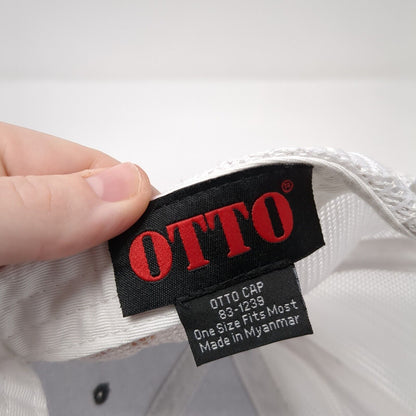 OTTO®
OTTO CAP
83-1239
One Size Fits Most
Made in Myanmar